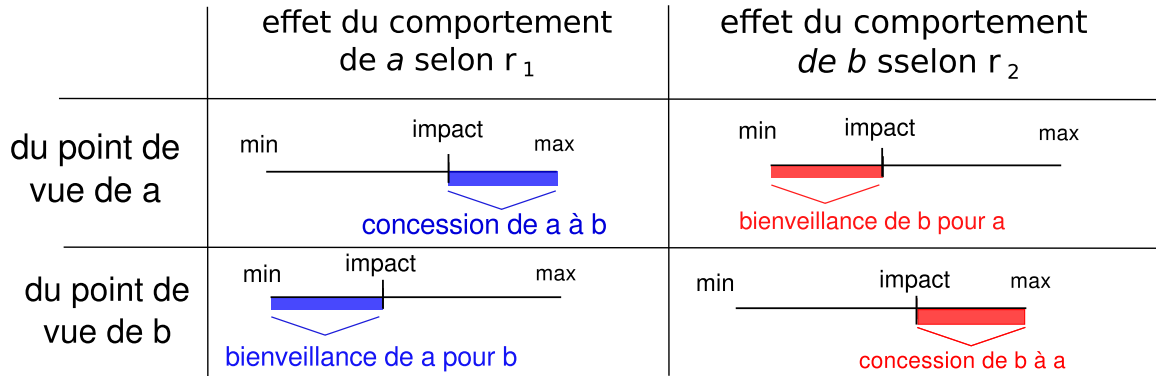 effet du comportement
de a selon r 1
effet du comportement
de b sselon r 2
du point de
vue de a
min
impact
max
concession de a à b
min
impact
max
bienveillance de b pour a
du point de
vue de b
min
impact
max
bienveillance de a pour b
min
impact
max
concession de b à a